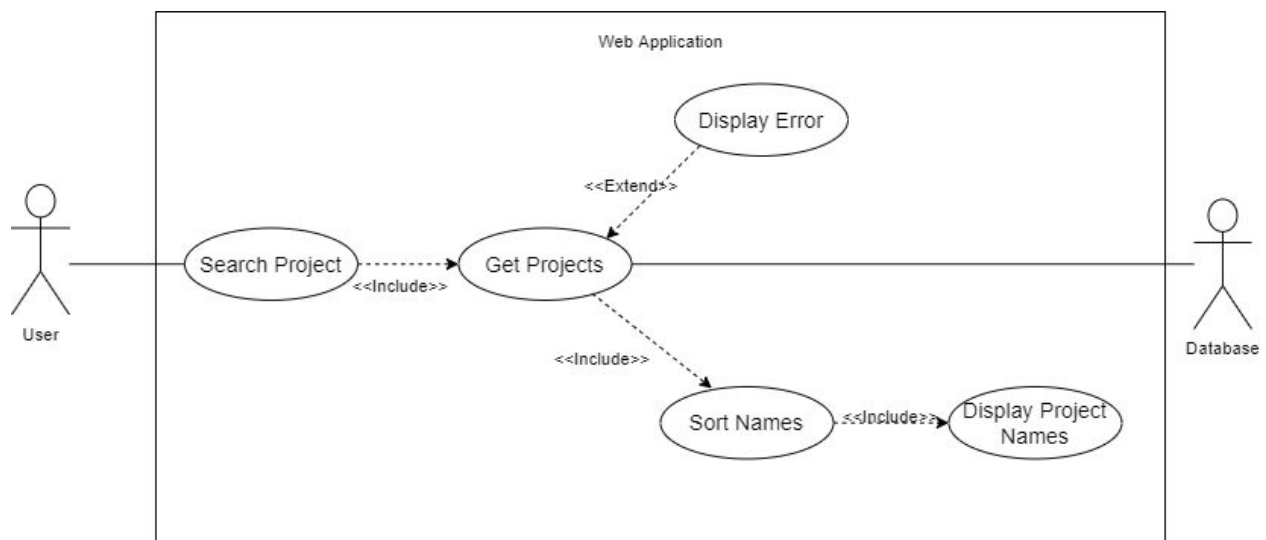 Web Application
Display Error
<<Extend>>
Search Project
<<Include>>
Get Projects
User
Database
<<Include>>
Sort Names
<<Include>>
Display Project
Names